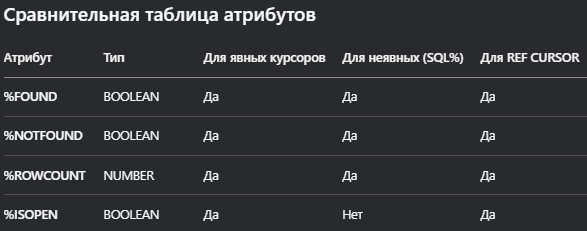 Сравнительная таблица атрибутов
Атрибут Тип Для явных курсоров Для неявных (SQL%) Для REF CURSOR
%FOUND BOOLEAN Да Да Да
%NOTFOUND BOOLEAN Да Да Да
%ROWCOUNT NUMBER Да Да Да
%ISOPEN BOOLEAN Да Нет Да